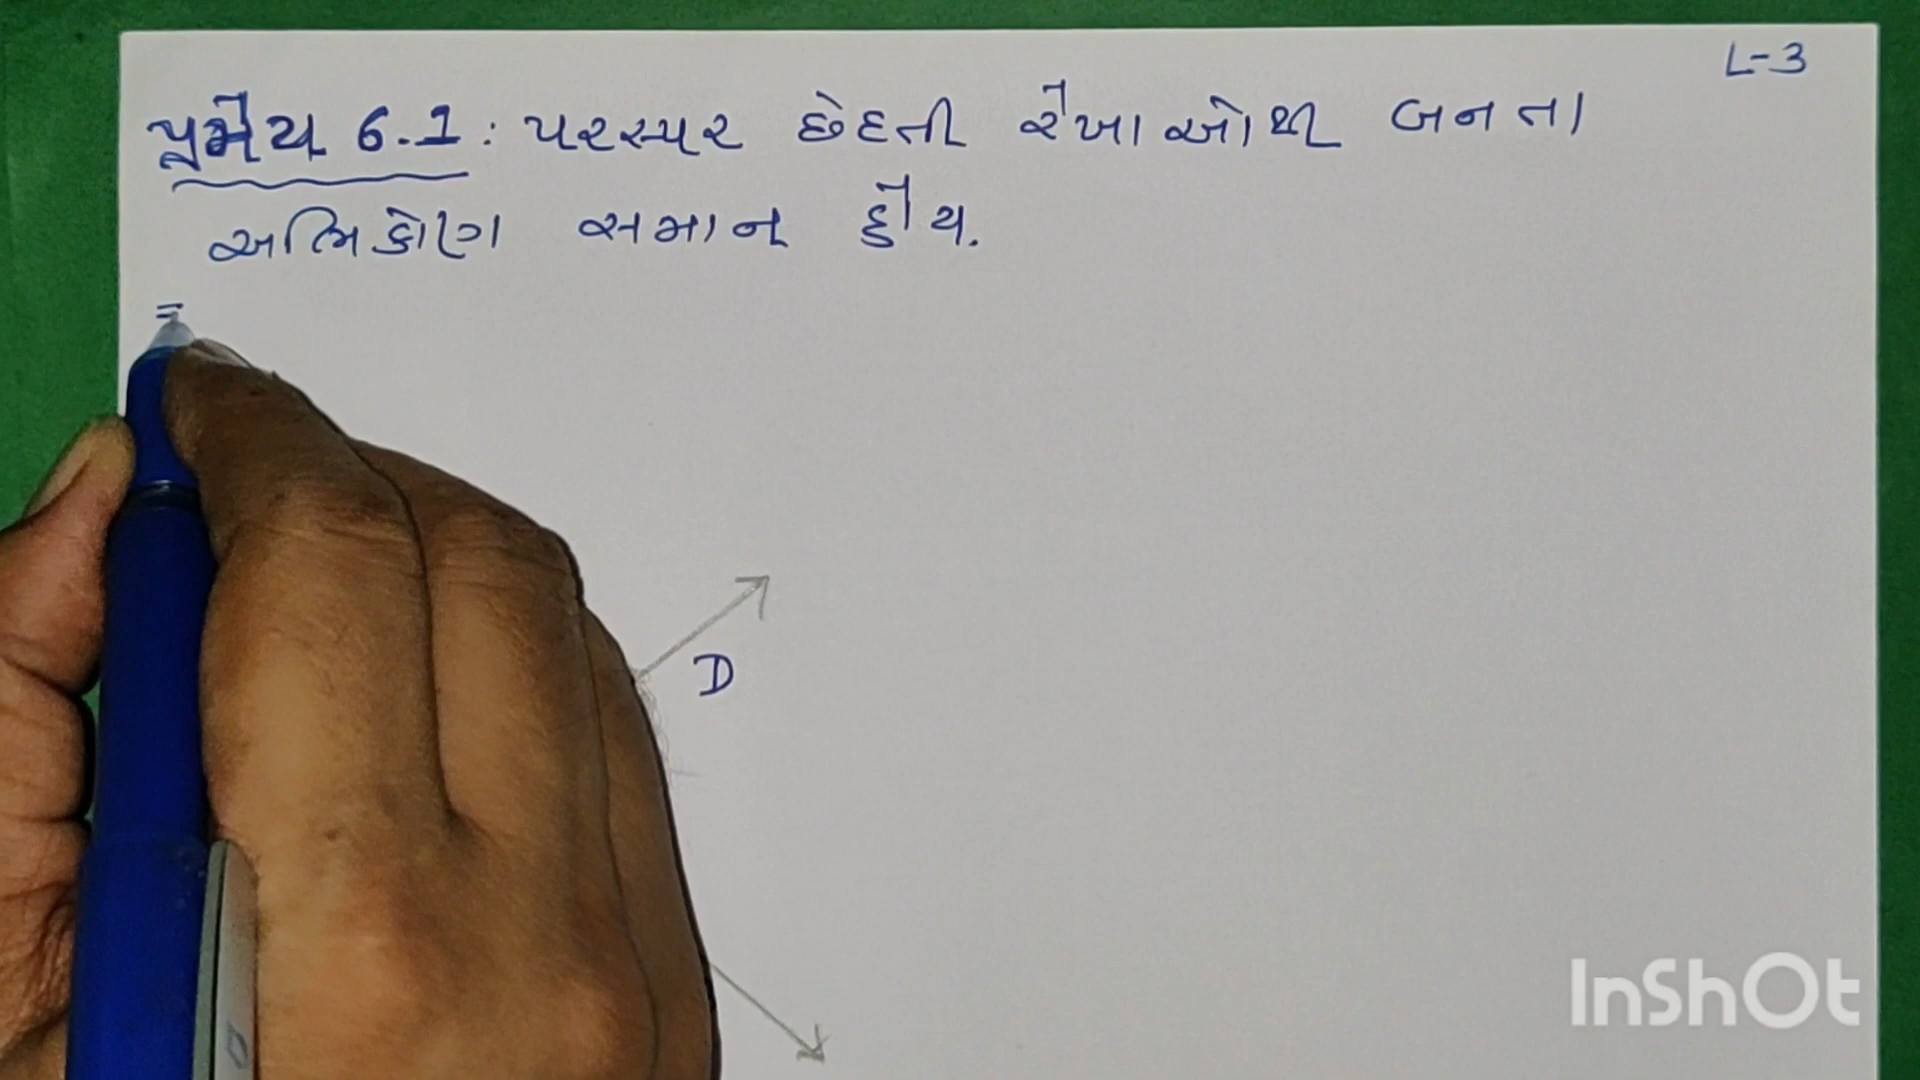 L-3
પ્રમેય 6.1 : પરસ્પર છેદતી રેખાઓથી બનતા
અભિકોણ સમાન હોય.
=
D
InShOt